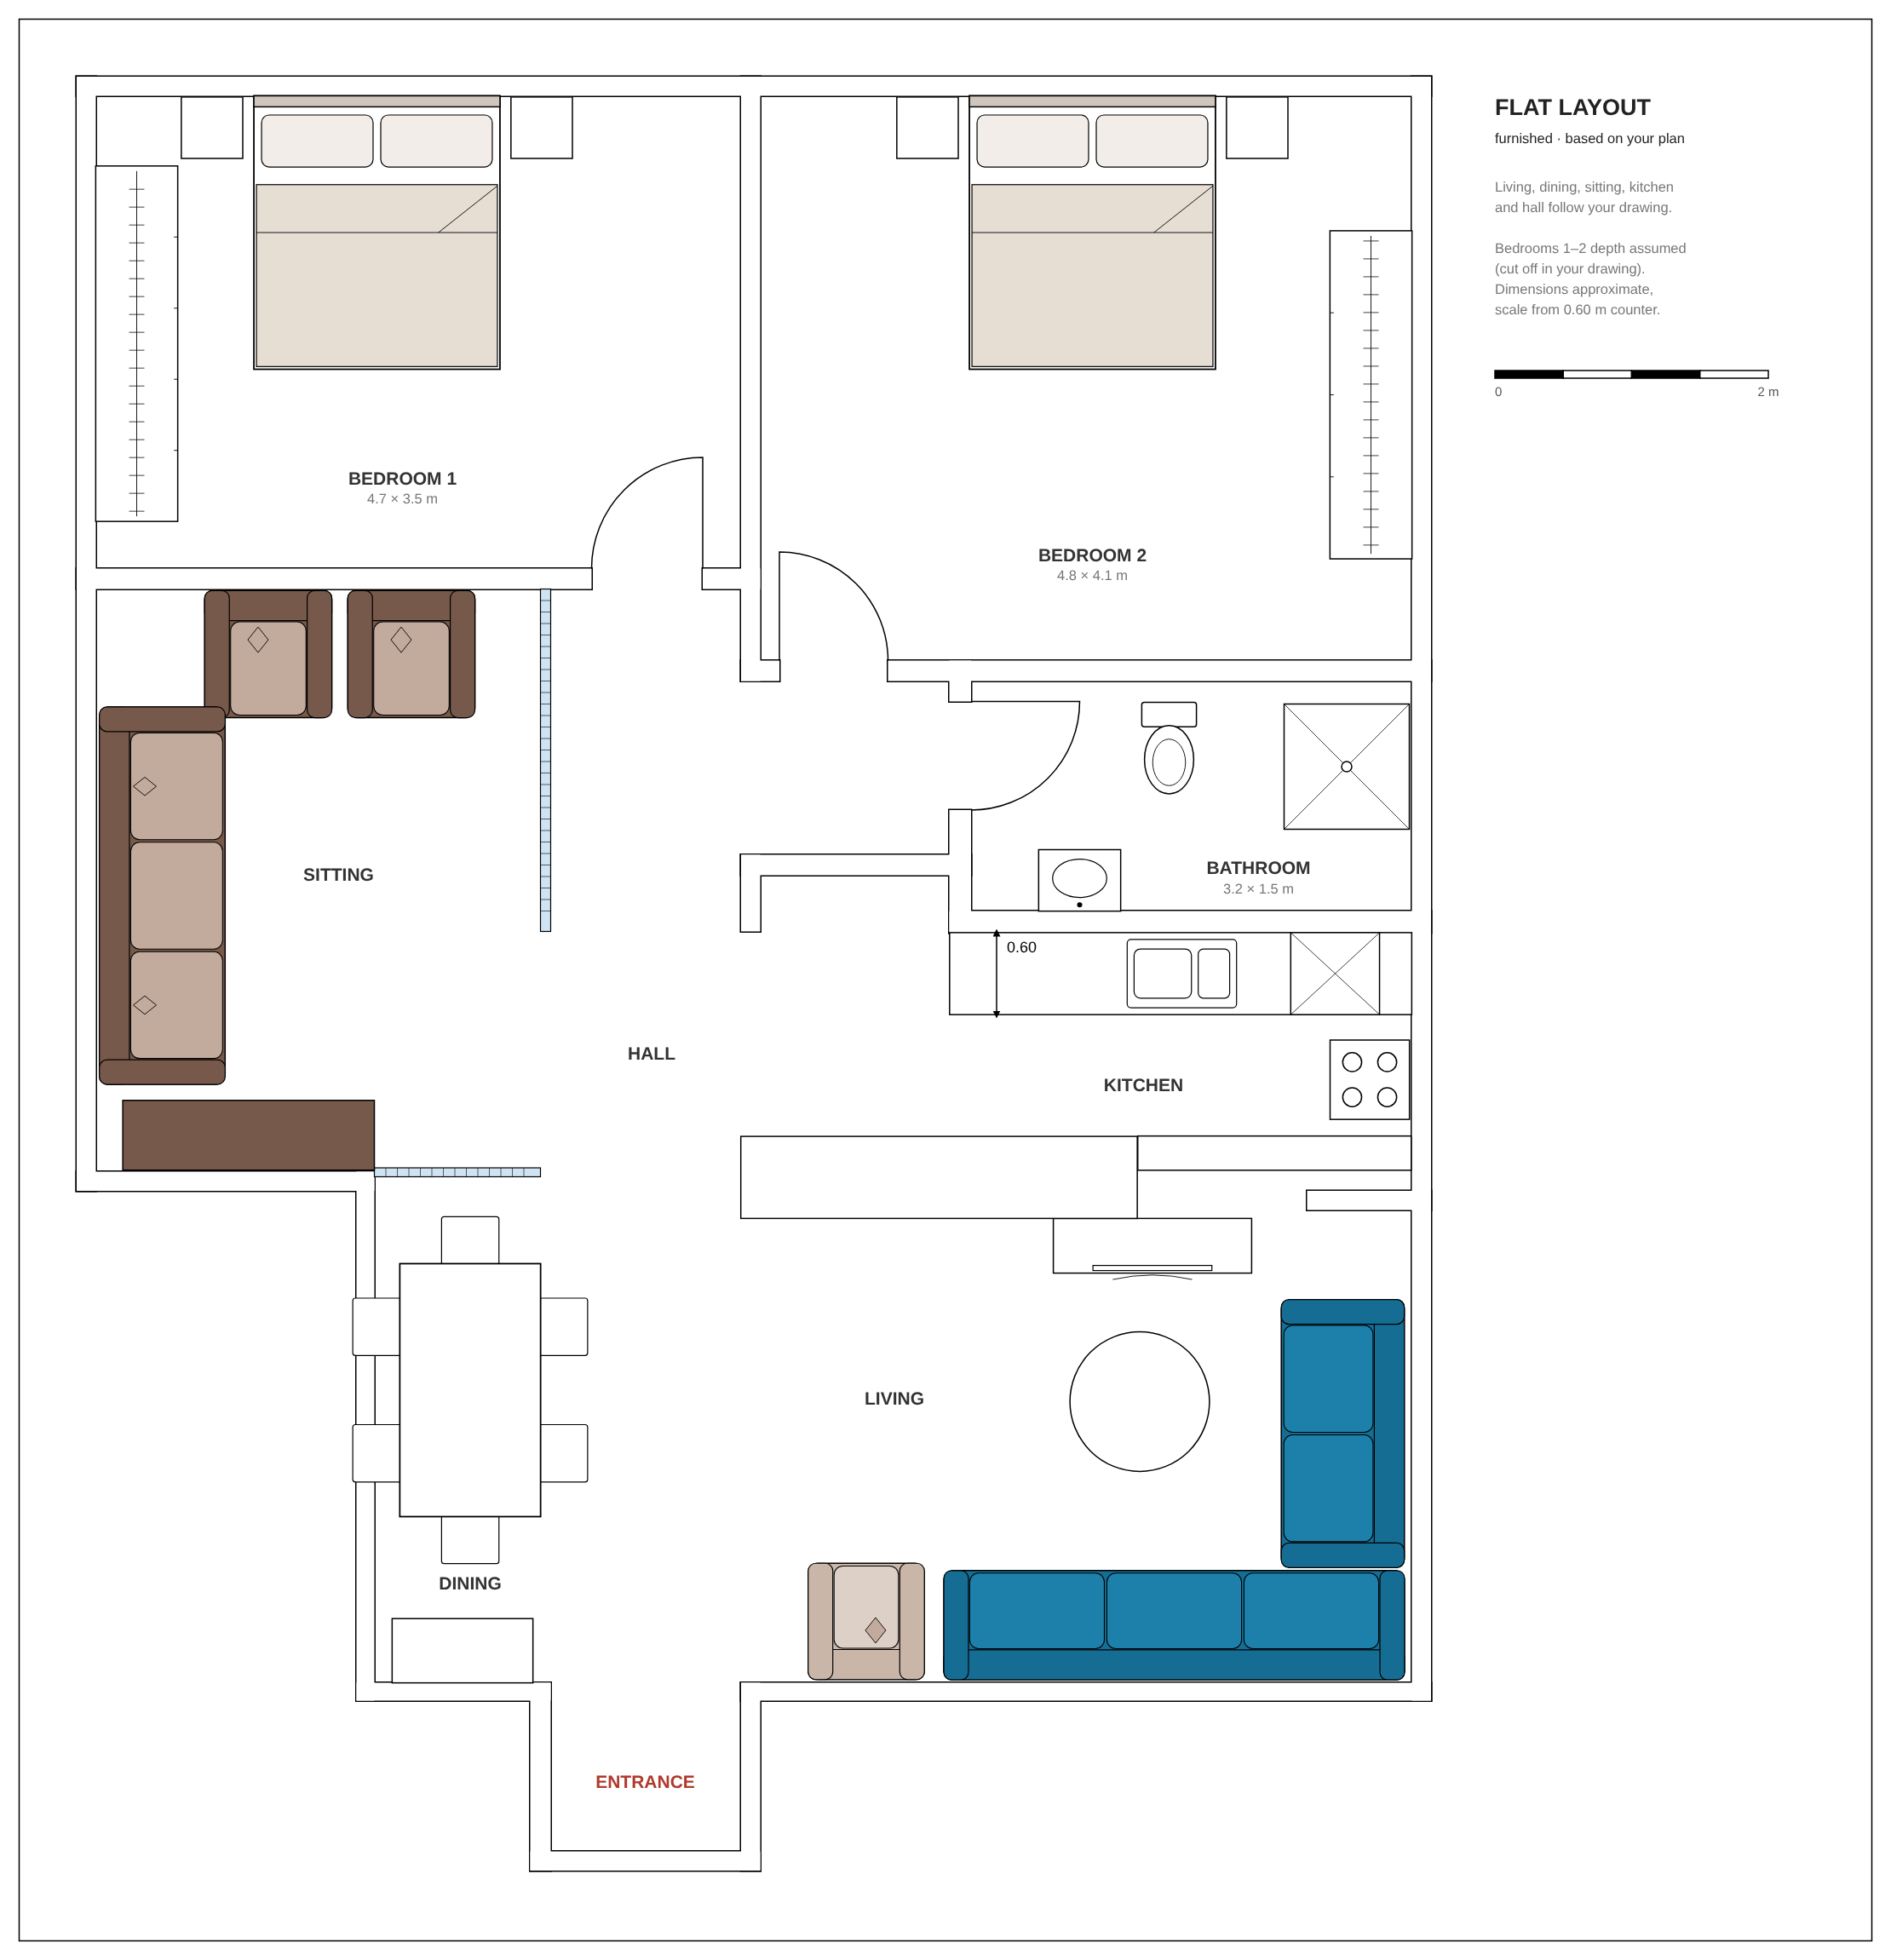 FLAT LAYOUT
furnished · based on your plan
Living, dining, sitting, kitchen
and hall follow your drawing.
Bedrooms 1–2 depth assumed
(cut off in your drawing).
Dimensions approximate,
scale from 0.60 m counter.
0
2 m
BEDROOM 1
4.7 × 3.5 m
BEDROOM 2
4.8 × 4.1 m
SITTING
BATHROOM
3.2 × 1.5 m
0.60
HALL
KITCHEN
LIVING
DINING
ENTRANCE